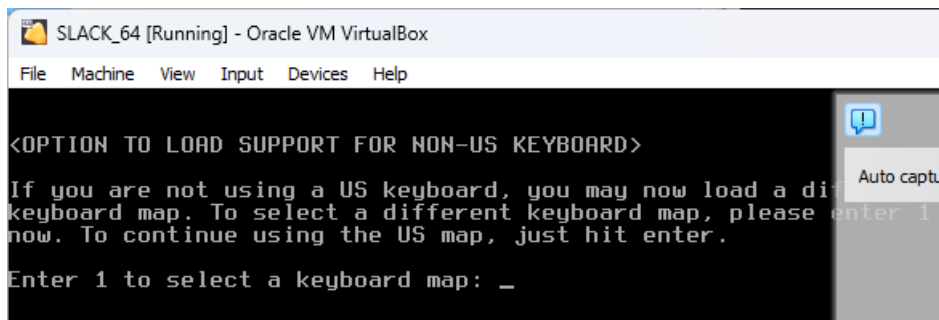 SLACK_64 [Running] - Oracle VM VirtualBox
File Machine View Input Devices Help
<OPTION TO LOAD SUPPORT FOR NON-US KEYBOARD>
If you are not using a US keyboard, you may now load a dif
Auto captu
keyboard map. To select a different keyboard map, please enter 1
now. To continue using the US map, just hit enter.
Enter 1 to select a keyboard map: _